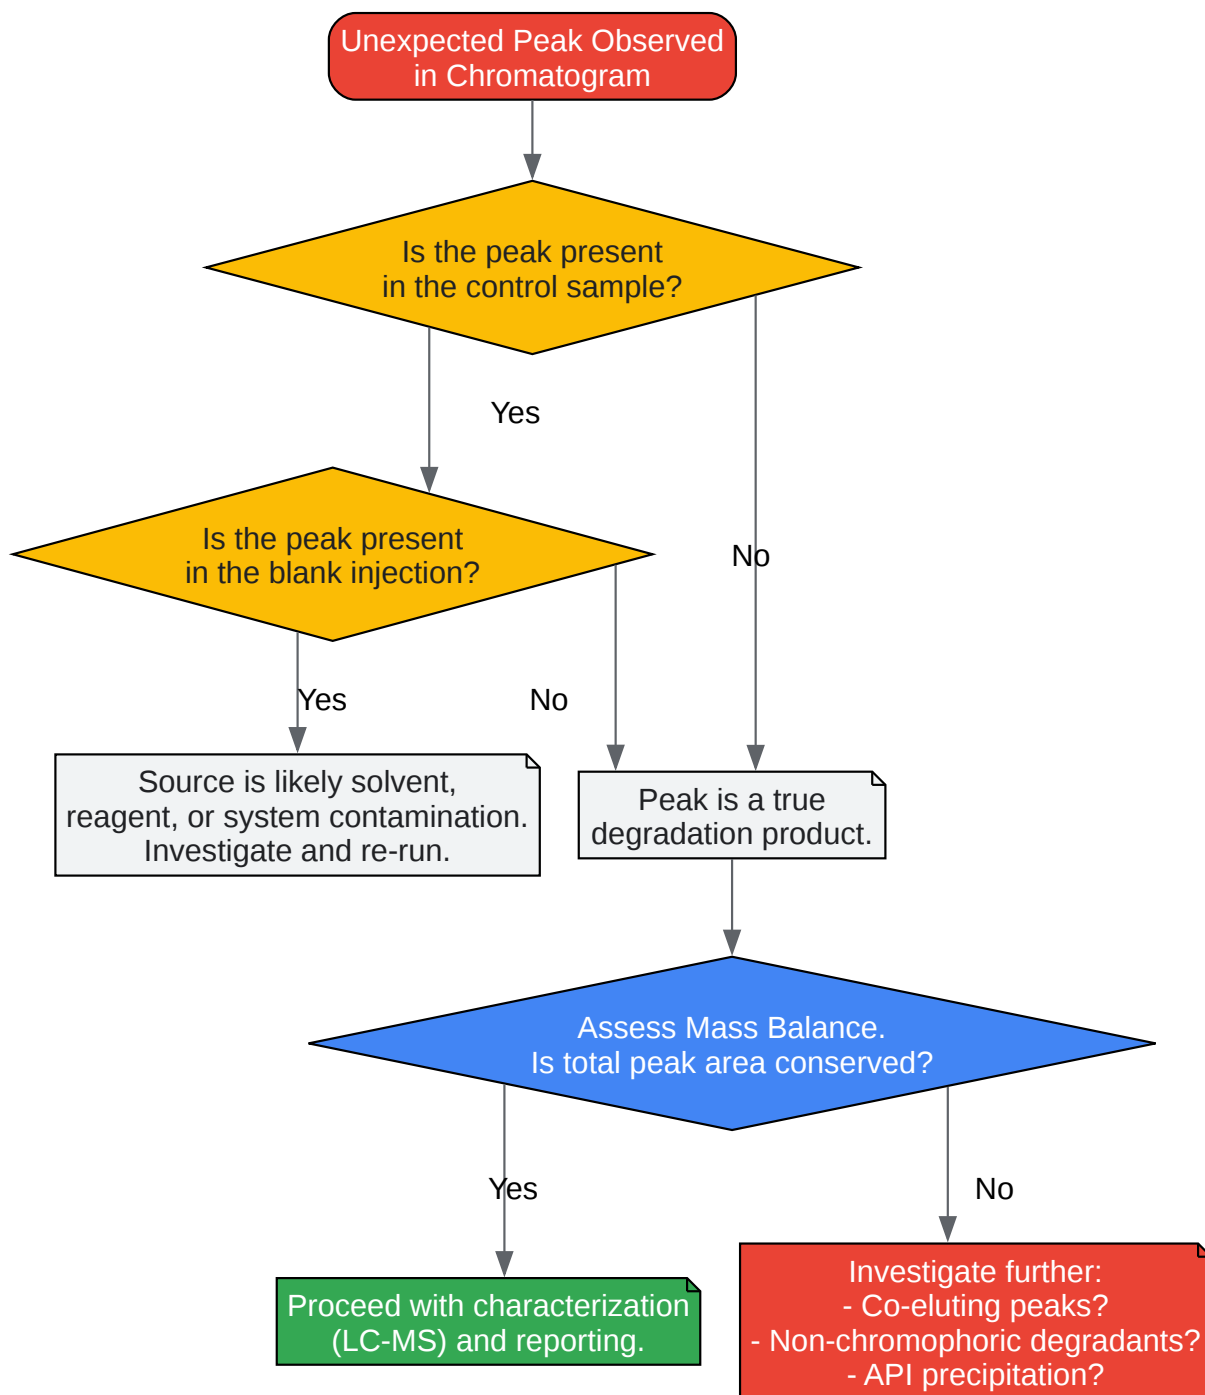 Unexpected Peak Observed
in Chromatogram
Is the peak present
in the control sample?
Yes
Is the peak present
in the blank injection?
No
Yes
No
Source is likely solvent,
reagent, or system contamination.
Investigate and re-run.
Peak is a true
degradation product.
Assess Mass Balance.
Is total peak area conserved?
Yes
No
Proceed with characterization
(LC-MS) and reporting.
Investigate further:
- Co-eluting peaks?
- Non-chromophoric degradants?
- API precipitation?